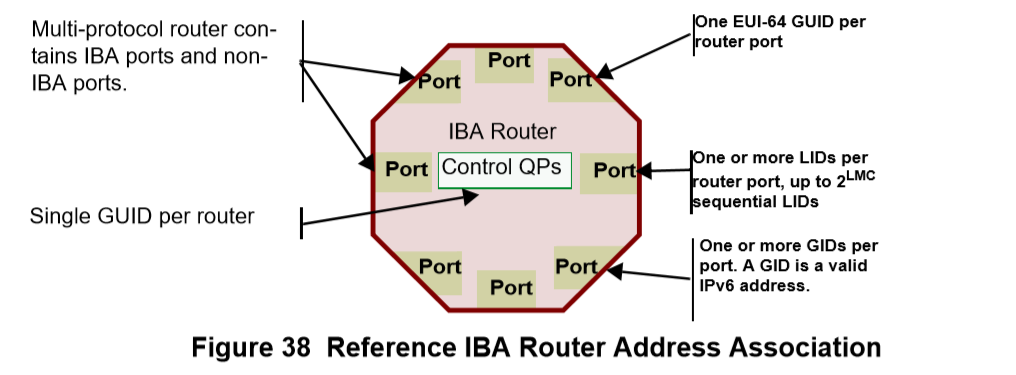 Multi-protocol router con-
tains IBA ports and non-
IBA ports.
One EUI-64 GUID per
router port
Port
Port
Port
IBA Router
Port
Control QPs
Port
One or more LIDs per
router port, up to 2^LMC
sequential LIDs
Single GUID per router
Port
Port
Port
One or more GIDs per
port. A GID is a valid
IPv6 address.
Figure 38 Reference IBA Router Address Association